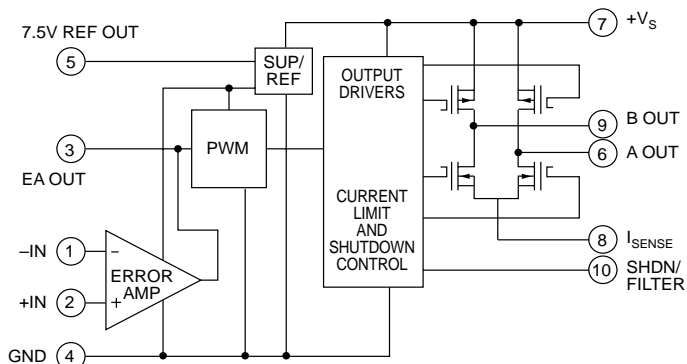 7.5V REF OUT
5
SUP/
REF
7
+VS
OUTPUT
DRIVERS
3
EA OUT
PWM
9
B OUT
6
A OUT
CURRENT
LIMIT
AND
SHUTDOWN
CONTROL
8
ISENSE
10
SHDN/
FILTER
–IN
1
–
ERROR
AMP
+IN
2
+
GND
4